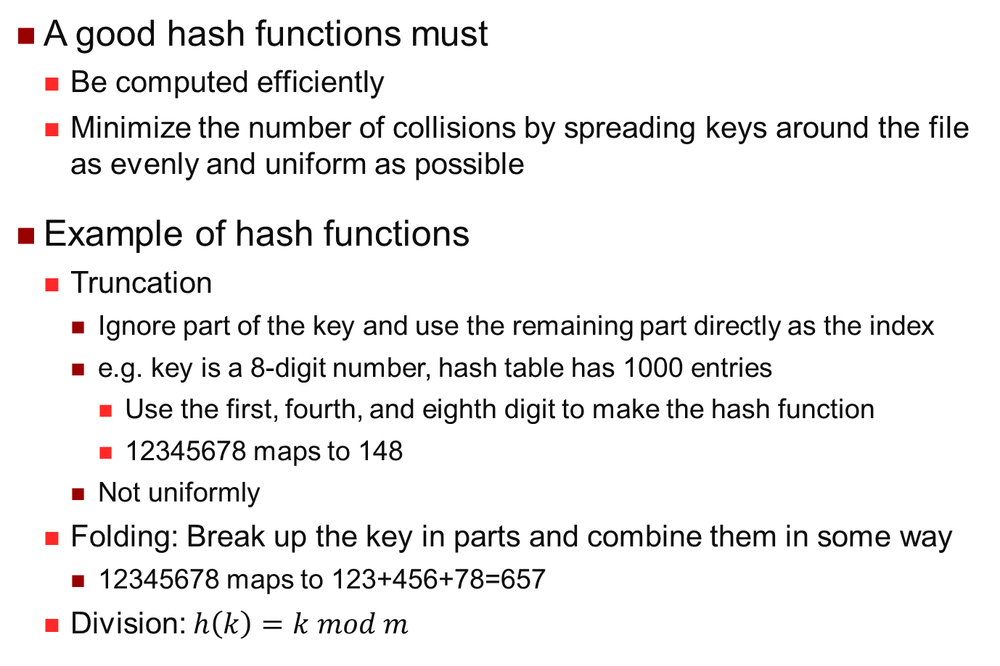 A good hash functions must
Be computed efficiently
Minimize the number of collisions by spreading keys around the file
as evenly and uniform as possible
Example of hash functions
Truncation
Ignore part of the key and use the remaining part directly as the index
e.g. key is a 8-digit number, hash table has 1000 entries
Use the first, fourth, and eighth digit to make the hash function
12345678 maps to 148
Not uniformly
Folding: Break up the key in parts and combine them in some way
12345678 maps to 123+456+78=657
Division: h(k) = k mod m